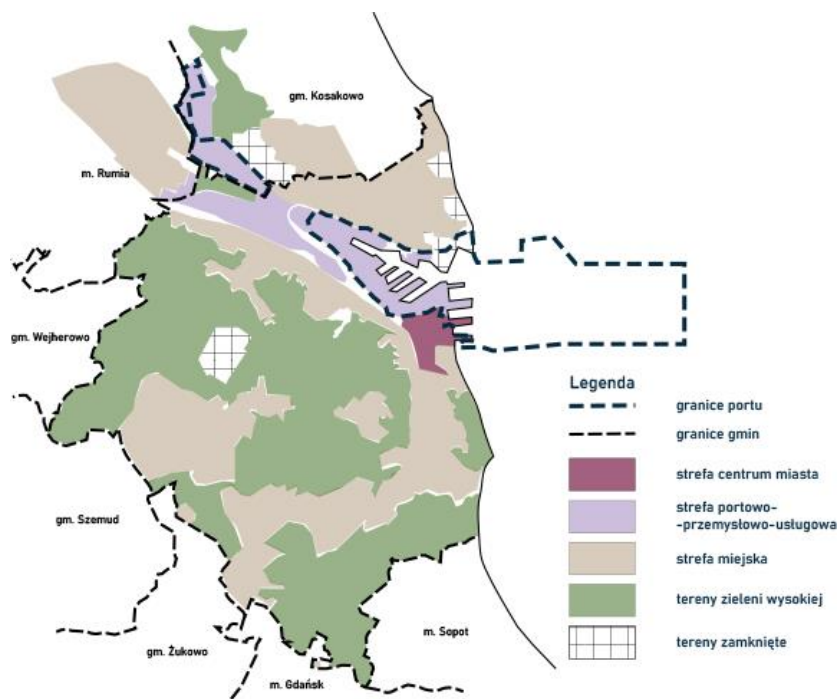 gm. Kosakowo
m. Rumia
gm. Wejherowo
gm. Szemud
gm. Żukowo
m. Gdańsk
m. Sopot
Legenda
granice portu
granice gmin
strefa centrum miasta
strefa portowo-
-przemysłowo-usługowa
strefa miejska
tereny zieleni wysokiej
tereny zamknięte